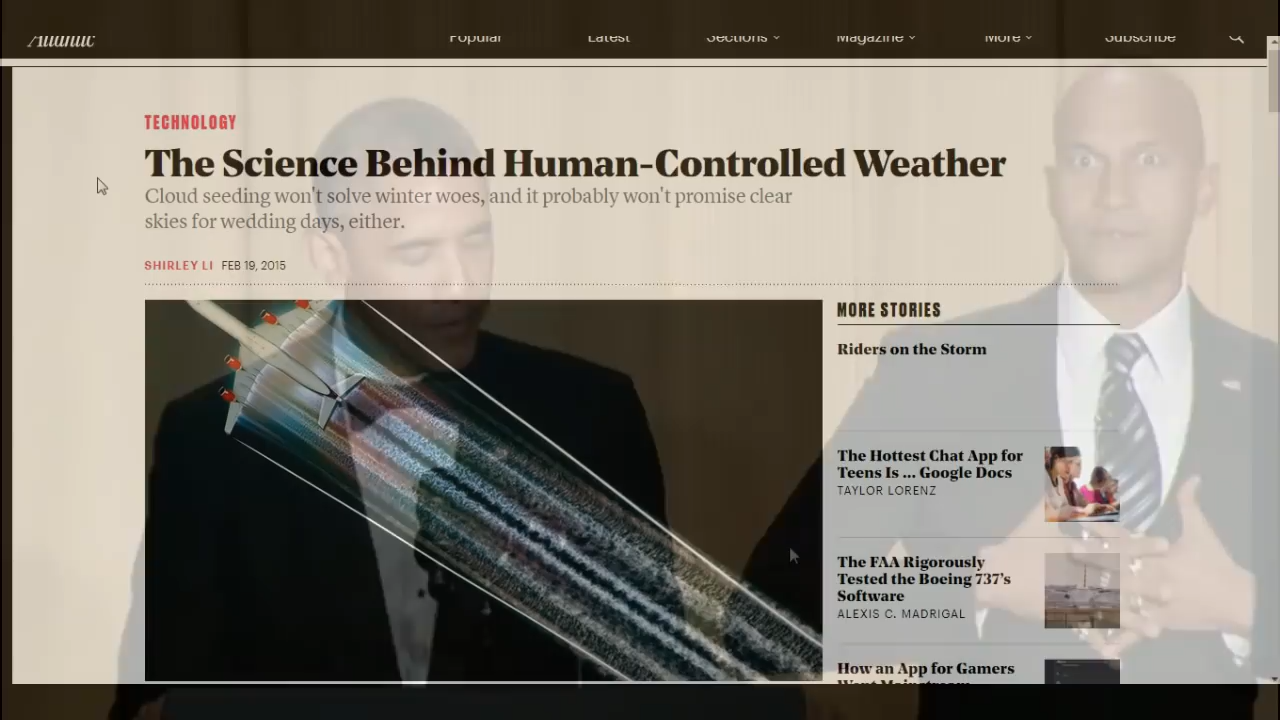 Popular
Latest
Sections
Magazine
More
Subscribe
TECHNOLOGY
The Science Behind Human-Controlled Weather
Cloud seeding won't solve winter woes, and it probably won't promise clear
skies for wedding days, either.
SHIRLEY LI FEB 19, 2015
MORE STORIES
Riders on the Storm
The Hottest Chat App for
Teens Is ... Google Docs
TAYLOR LORENZ
The FAA Rigorously
Tested the Boeing 737's
Software
ALEXIS C. MADRIGAL
How an App for Gamers